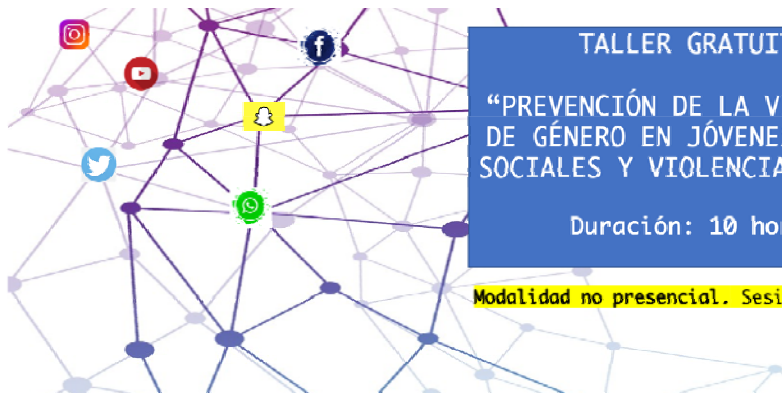 TALLER GRATUIT
“PREVENCIÓN DE LA V
DE GÉNERO EN JÓVENE
SOCIALES Y VIOLENCIA
Duración: 10 ho
Modalidad no presencial. Sesi